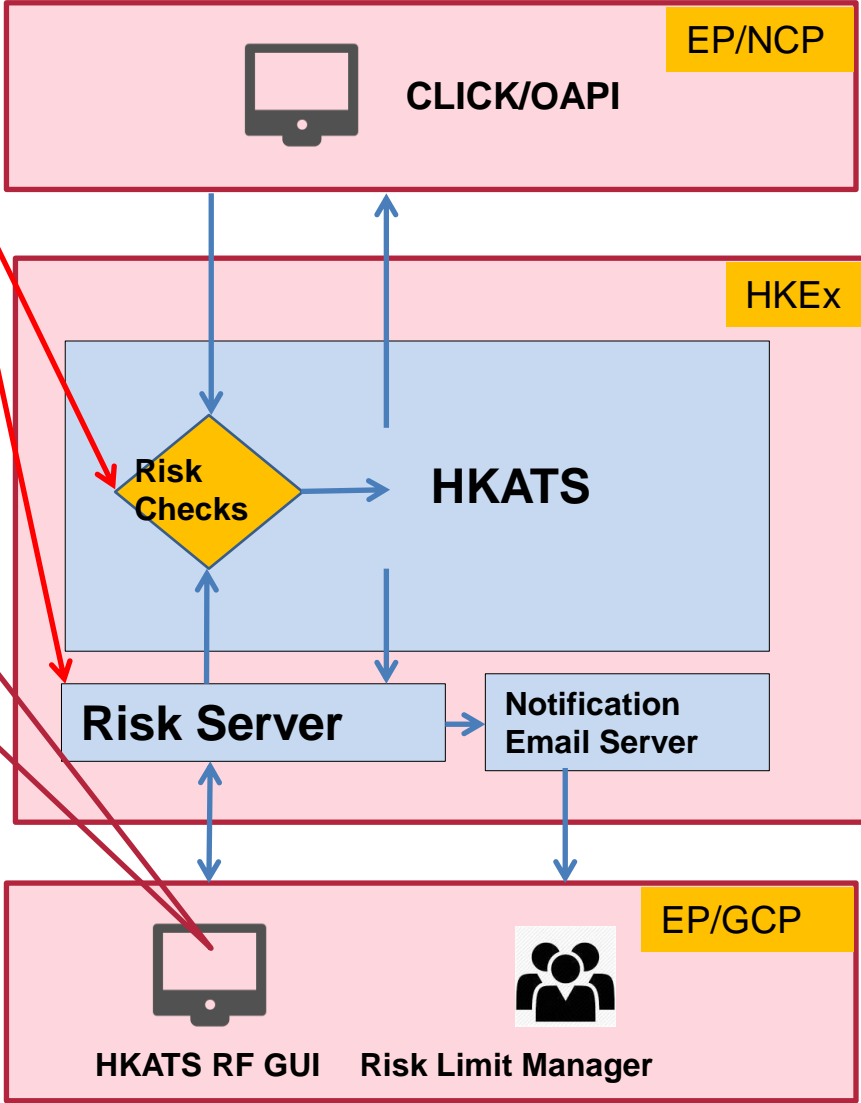 EP/NCP
CLICK/OAPI
HKEx
Risk
Checks
HKATS
Risk Server
Notification
Email Server
EP/GCP
HKATS RF GUI
Risk Limit Manager